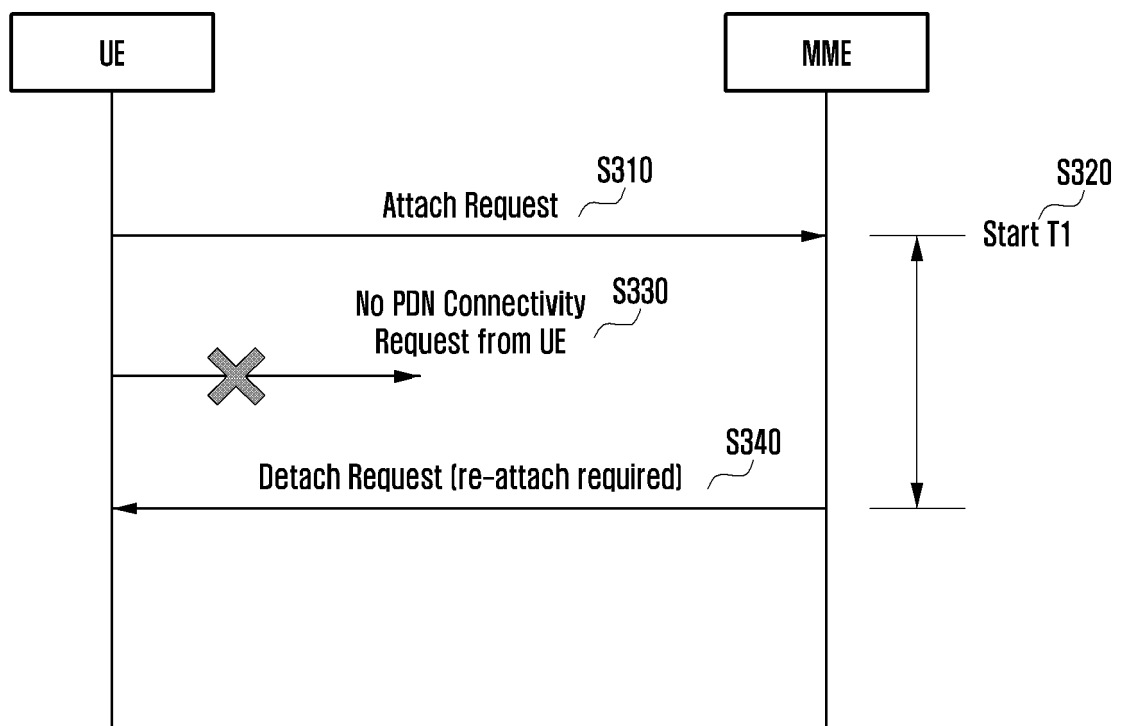 UE
MME
S310
S320
Attach Request
Start T1
No PDN Connectivity
S330
Request from UE
S340
Detach Request (re-attach required)